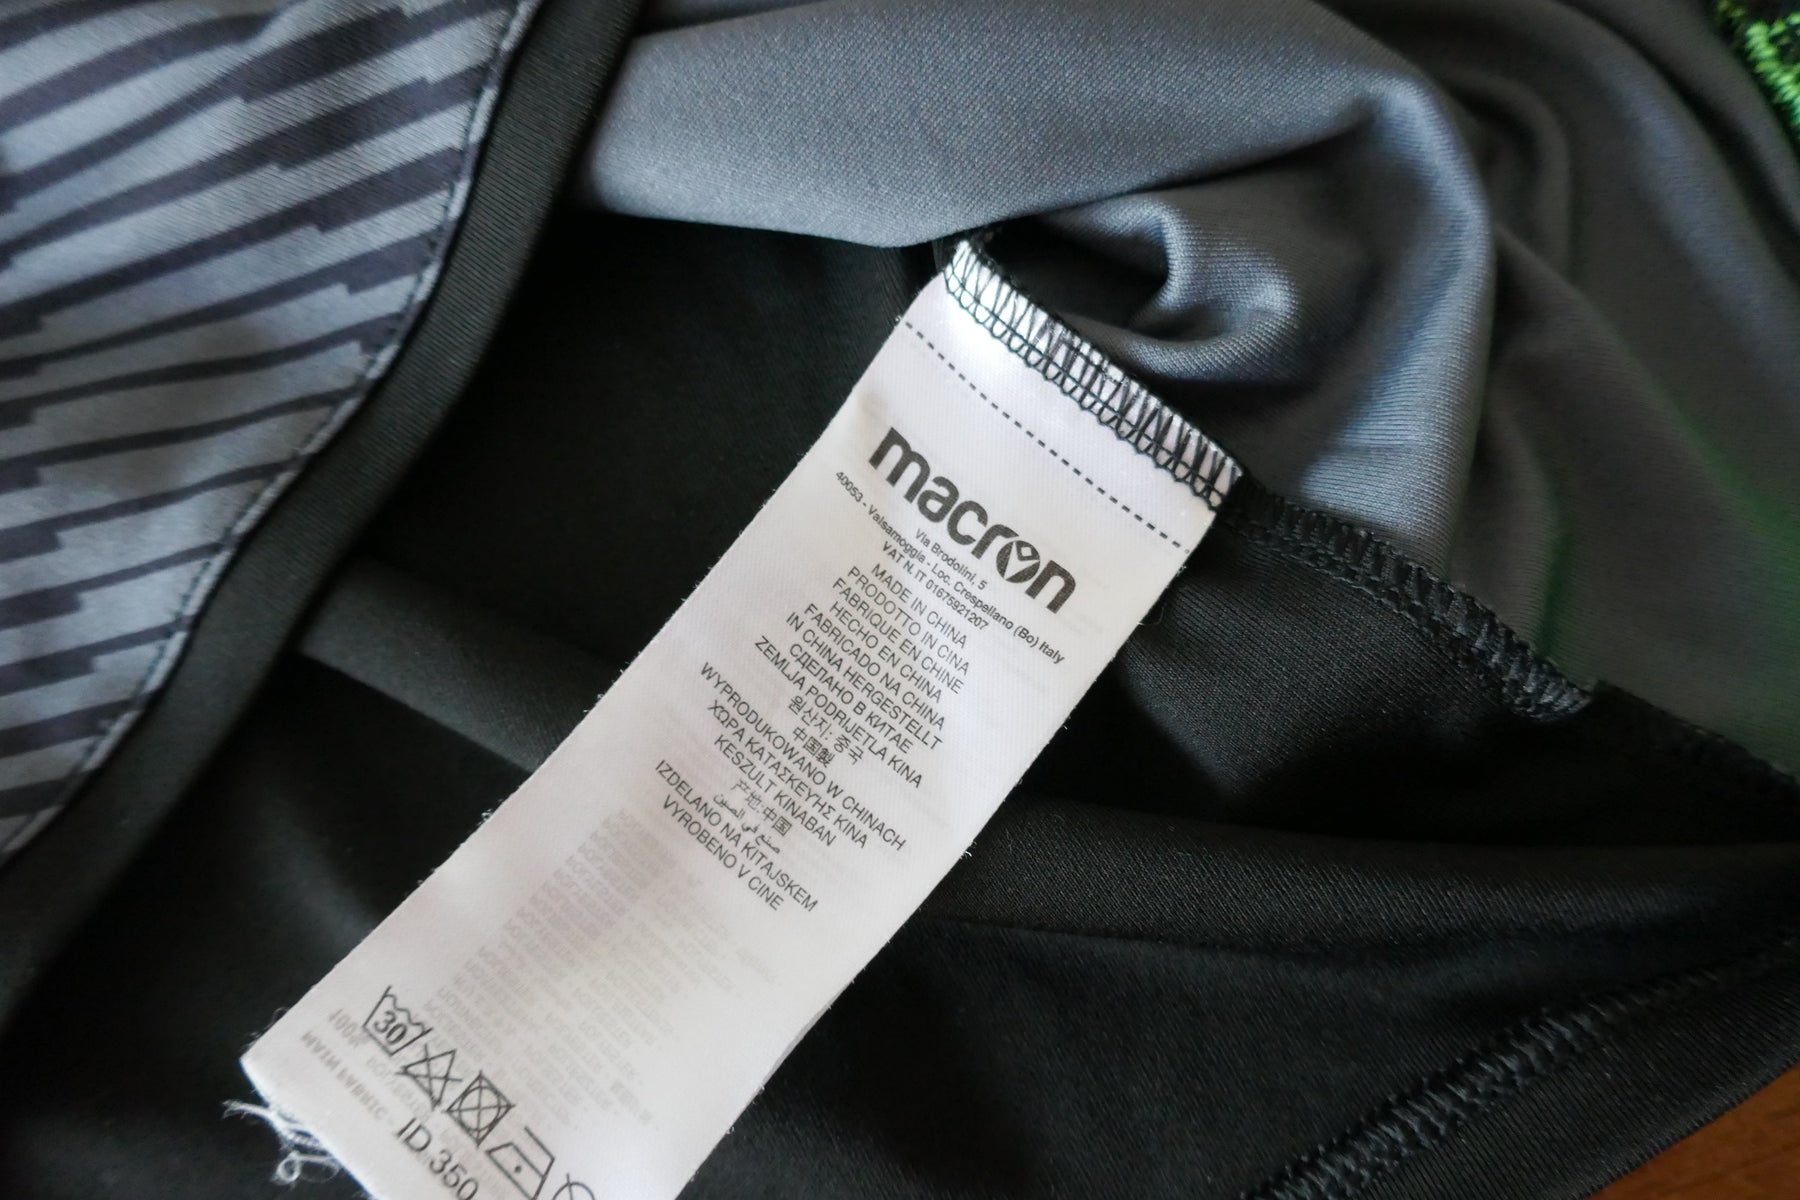 macron
Via Brodolini, 5
40053 - Valsamoggia - Loc. Crespellano (Bo) Italy
VAT N. IT 01675921207
MADE IN CHINA
PRODOTTO IN CINA
FABRIQUE EN CHINE
HECHO EN CHINA
FABRICADO NA CHINA
IN CHINA HERGESTELLT
СДЕЛАНО В КИТАЕ
ZEMLJA PODRIJETLA KINA
원산지: 중국
中国製
WYPRODUKOWANO W CHINACH
ΧΩΡΑ ΚΑΤΑΣΚΕΥΗΣ ΚΙΝΑ
KESZULT KINABAN
产地: 中国
صنع في الصين
IZDELANO NA KITAJSKEM
VYROBENO V CINE
30
ID 350